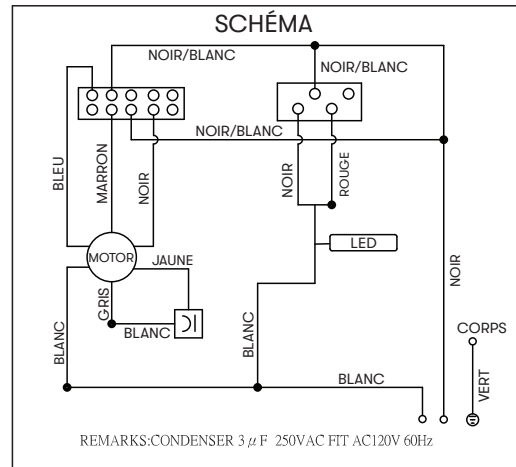 SCHÉMA
NOIR/BLANC
NOIR/BLANC
NOIR/BLANC
BLEU
MARRON
NOIR
NOIR
ROUGE
MOTOR
JAUNE
LED
NOIR
GRIS
BLANC
BLANC
BLANC
CORPS
VERT
BLANC
REMARKS:CONDENSER 3 μ F 250VAC FIT AC120V 60Hz